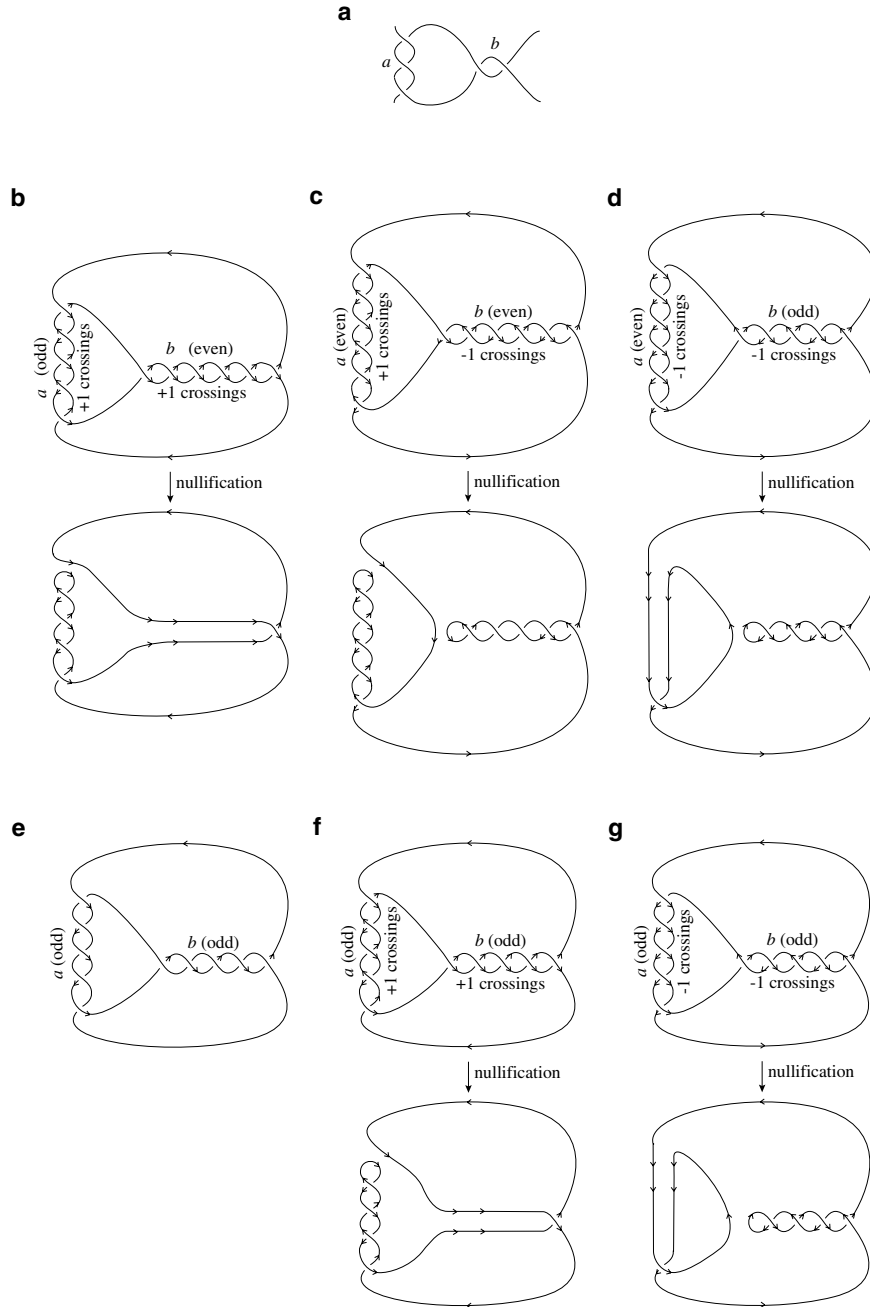 a
a
b
b
a (odd)
+1 crossings
b (even)
+1 crossings
nullification
c
a (even)
+1 crossings
b (even)
-1 crossings
nullification
d
a (even)
-1 crossings
b (odd)
-1 crossings
nullification
e
a (odd)
b (odd)
f
a (odd)
+1 crossings
b (odd)
+1 crossings
nullification
g
a (odd)
-1 crossings
b (odd)
-1 crossings
nullification